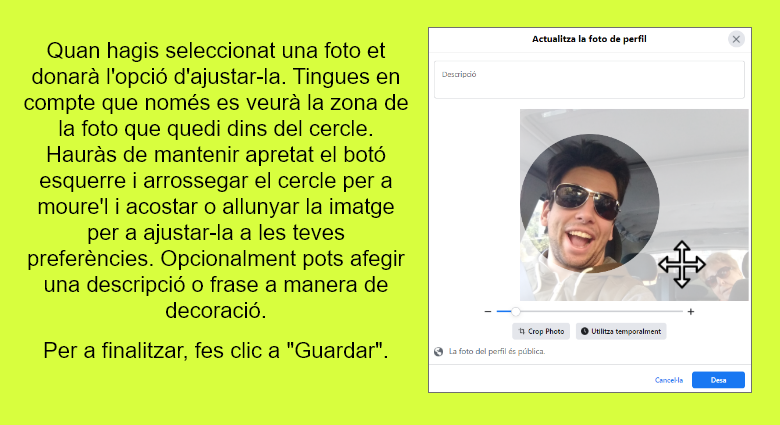 Quan hagis seleccionat una foto et
donarà l'opció d'ajustar-la. Tingues en
compte que només es veurà la zona de
la foto que quedi dins del cercle.
Hauràs de mantenir apretat el botó
esquerre i arrossegar el cercle per a
moure'l i acostar o allunyar la imatge
per a ajustar-la a les teves
preferències. Opcionalment pots afegir
una descripció o frase a manera de
decoració.
Per a finalitzar, fes clic a "Guardar".
Actualitza la foto de perfil
Descripció
Crop Photo
Utilitza temporalment
La foto del perfil és pública.
Cancel·la
Desa